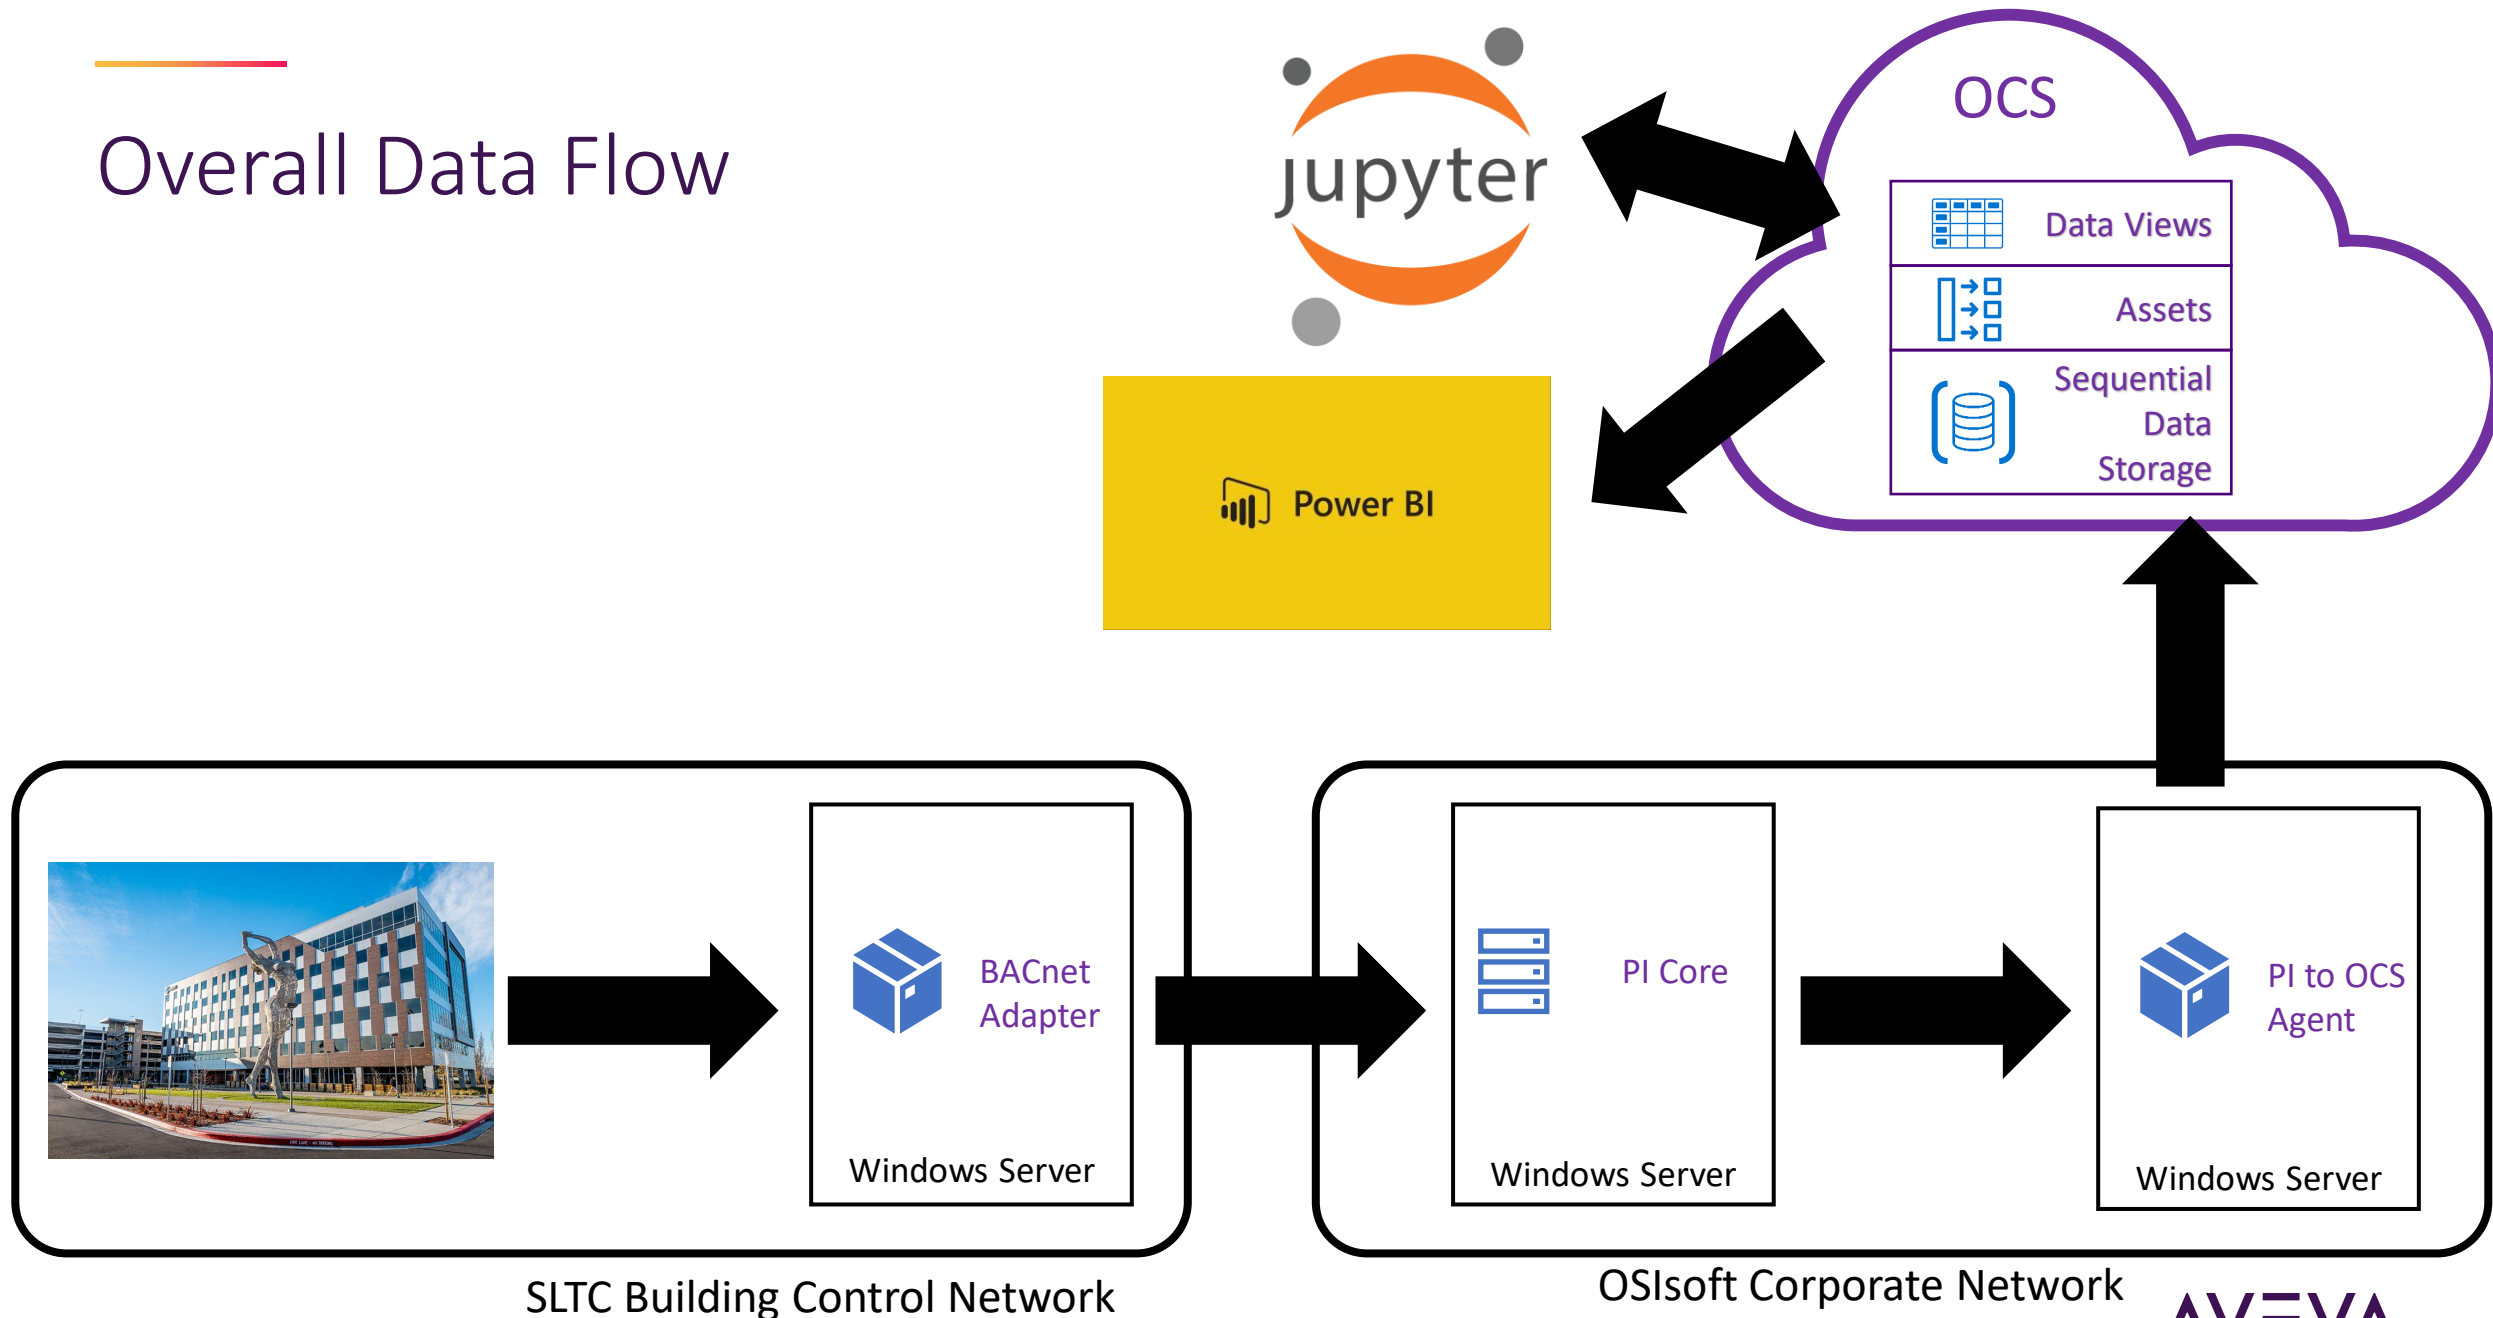 Overall Data Flow
jupyter
OCS
Data Views
Assets
Sequential
Data
Storage
Power BI
BACnet
Adapter
Windows Server
PI Core
Windows Server
PI to OCS
Agent
Windows Server
SLTC Building Control Network
OSIsoft Corporate Network
AVEVA